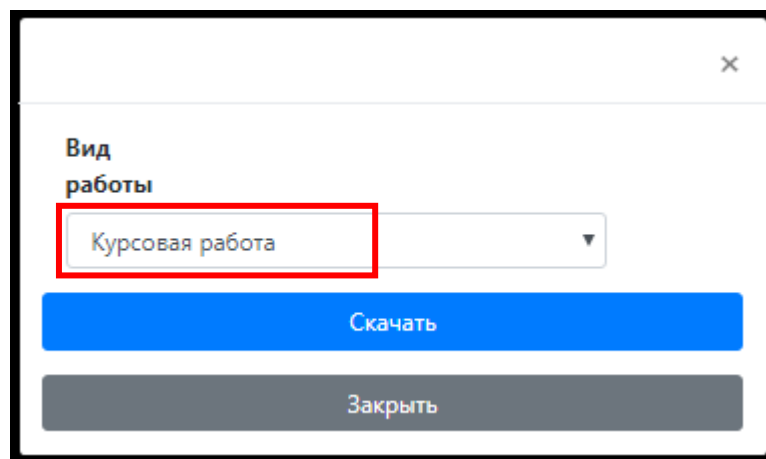 ×
Вид
работы
Курсовая работа
Скачать
Закрыть